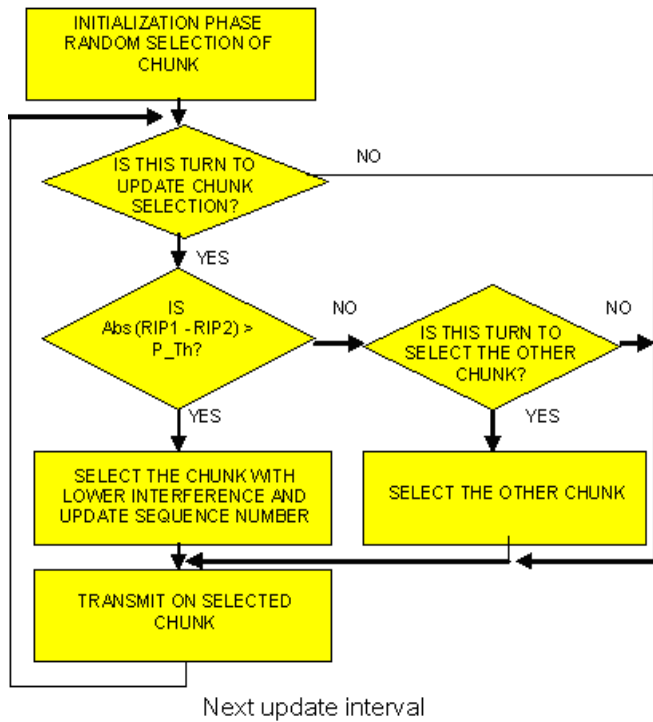 INITIALIZATION PHASE
RANDOM SELECTION OF
CHUNK
IS THIS TURN TO
UPDATE CHUNK
SELECTION?
NO
YES
IS
Abs(RIP1 - RIP2) >
P_Th?
NO
IS THIS TURN TO
SELECT THE OTHER
CHUNK?
NO
YES
YES
SELECT THE CHUNK WITH
LOWER INTERFERENCE AND
UPDATE SEQUENCE NUMBER
SELECT THE OTHER CHUNK
TRANSMIT ON SELECTED
CHUNK
Next update interval